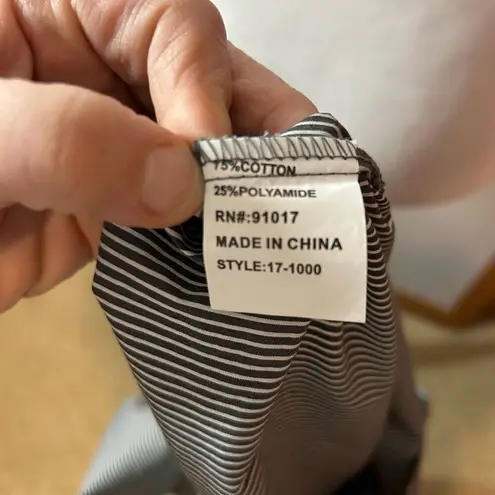 75%COTTON
25%POLYAMIDE
RN#:91017
MADE IN CHINA
STYLE:17-1000